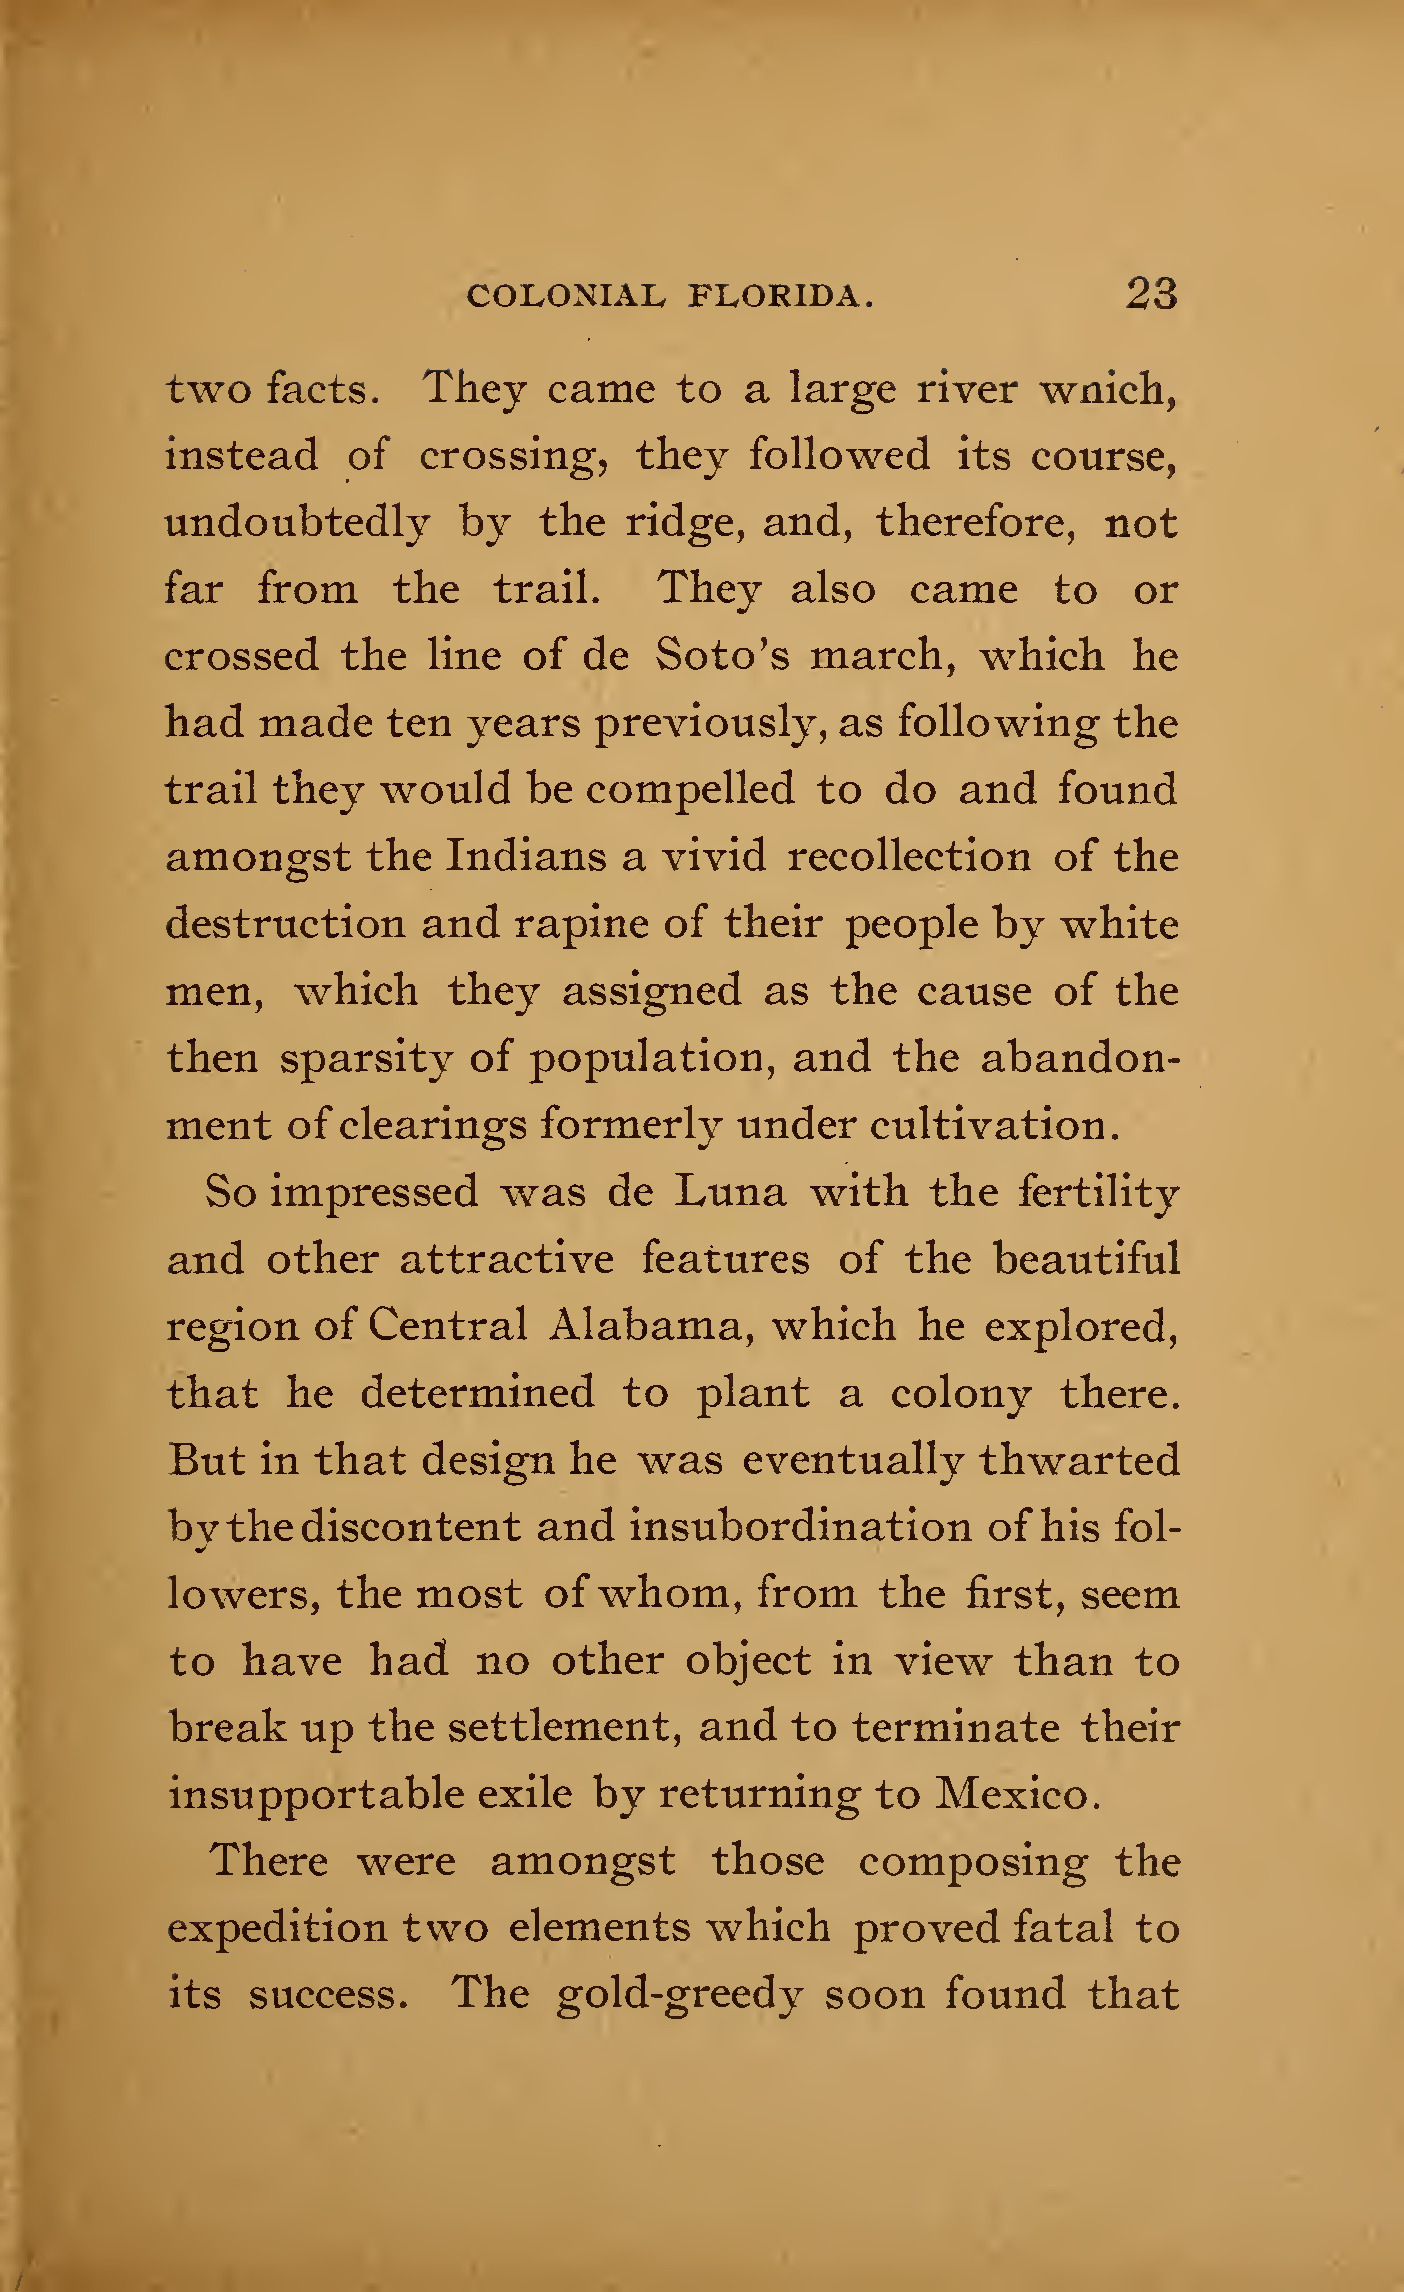 COLONIAL FLORIDA. 23
two facts. They came to a large river wnich,
instead of crossing, they followed its course,
undoubtedly by the ridge, and, therefore, not
far from the trail. They also came to or
crossed the line of de Soto's march, which he
had made ten years previously, as following the
trail they would be compelled to do and found
amongst the Indians a vivid recollection of the
destruction and rapine of their people by white
men, which they assigned as the cause of the
then sparsity of population, and the abandon-
ment of clearings formerly under cultivation.
So impressed was de Luna with the fertility
and other attractive features of the beautiful
region of Central Alabama, which he explored,
that he determined to plant a colony there.
But in that design he was eventually thwarted
by the discontent and insubordination of his fol-
lowers, the most of whom, from the first, seem
to have had no other object in view than to
break up the settlement, and to terminate their
insupportable exile by returning to Mexico.
There were amongst those composing the
expedition two elements which proved fatal to
its success. The gold-greedy soon found that